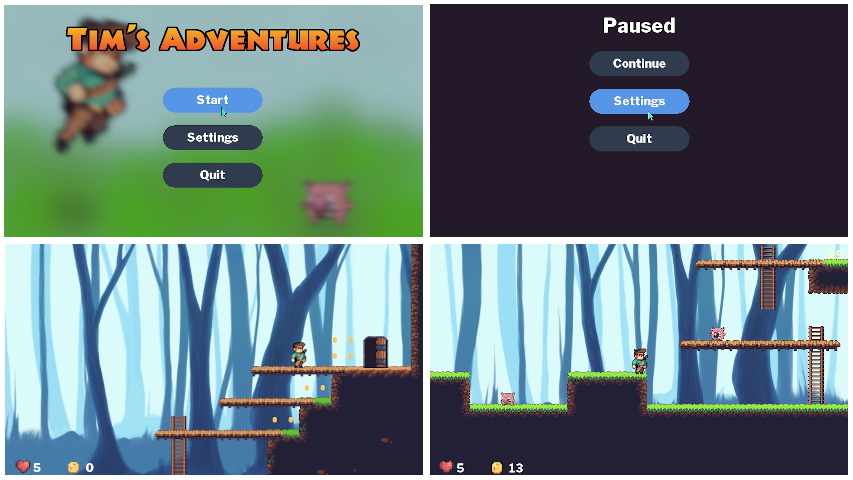 Tim's Adventures
Start
Settings
Quit
Paused
Continue
Settings
Quit
5 0
5 13